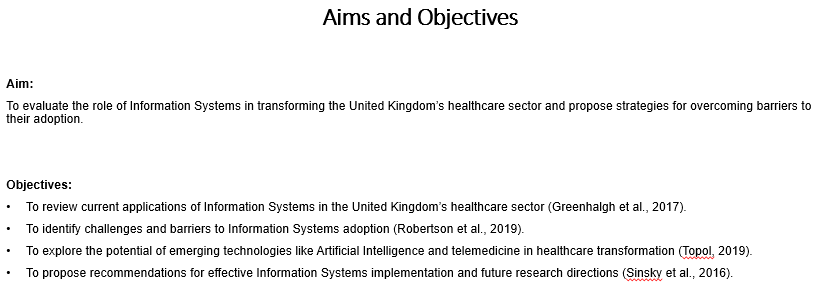 Aims and Objectives
Aim:
To evaluate the role of Information Systems in transforming the United Kingdom's healthcare sector and propose strategies for overcoming barriers to
their adoption.
Objectives:
• To review current applications of Information Systems in the United Kingdom's healthcare sector (Greenhalgh et al., 2017).
• To identify challenges and barriers to Information Systems adoption (Robertson et al., 2019).
• To explore the potential of emerging technologies like Artificial Intelligence and telemedicine in healthcare transformation (Topol, 2019).
• To propose recommendations for effective Information Systems implementation and future research directions (Sinsky et al., 2016).